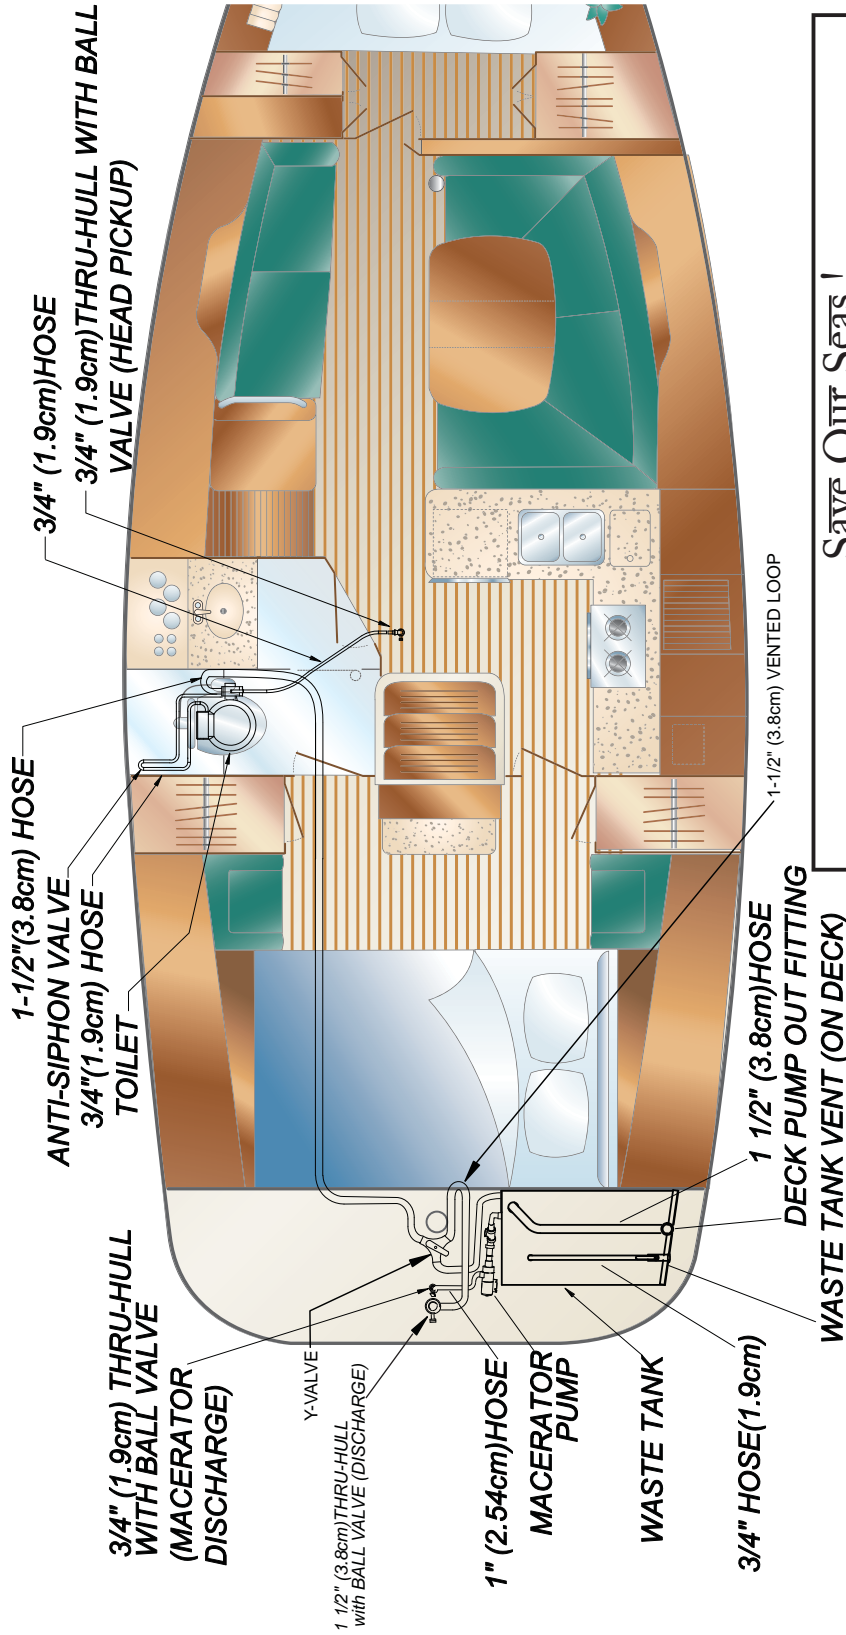 3/4" (1.9cm)HOSE
3/4" (1.9cm)THRU-HULL WITH BALL
VALVE (HEAD PICKUP)
1-1/2"(3.8cm) HOSE
ANTI-SIPHON VALVE
3/4"(1.9cm) HOSE
TOILET
3/4" (1.9cm) THRU-HULL
WITH BALL VALVE
(MACERATOR
DISCHARGE)
Y-VALVE
1 1/2" (3.8cm)THRU-HULL
with BALL VALVE (DISCHARGE)
1" (2.54cm)HOSE
MACERATOR
PUMP
WASTE TANK
3/4" HOSE(1.9cm)
1-1/2" (3.8cm) VENTED LOOP
1 1/2" (3.8cm)HOSE
DECK PUMP OUT FITTING
WASTE TANK VENT (ON DECK)
Save Our Seas !